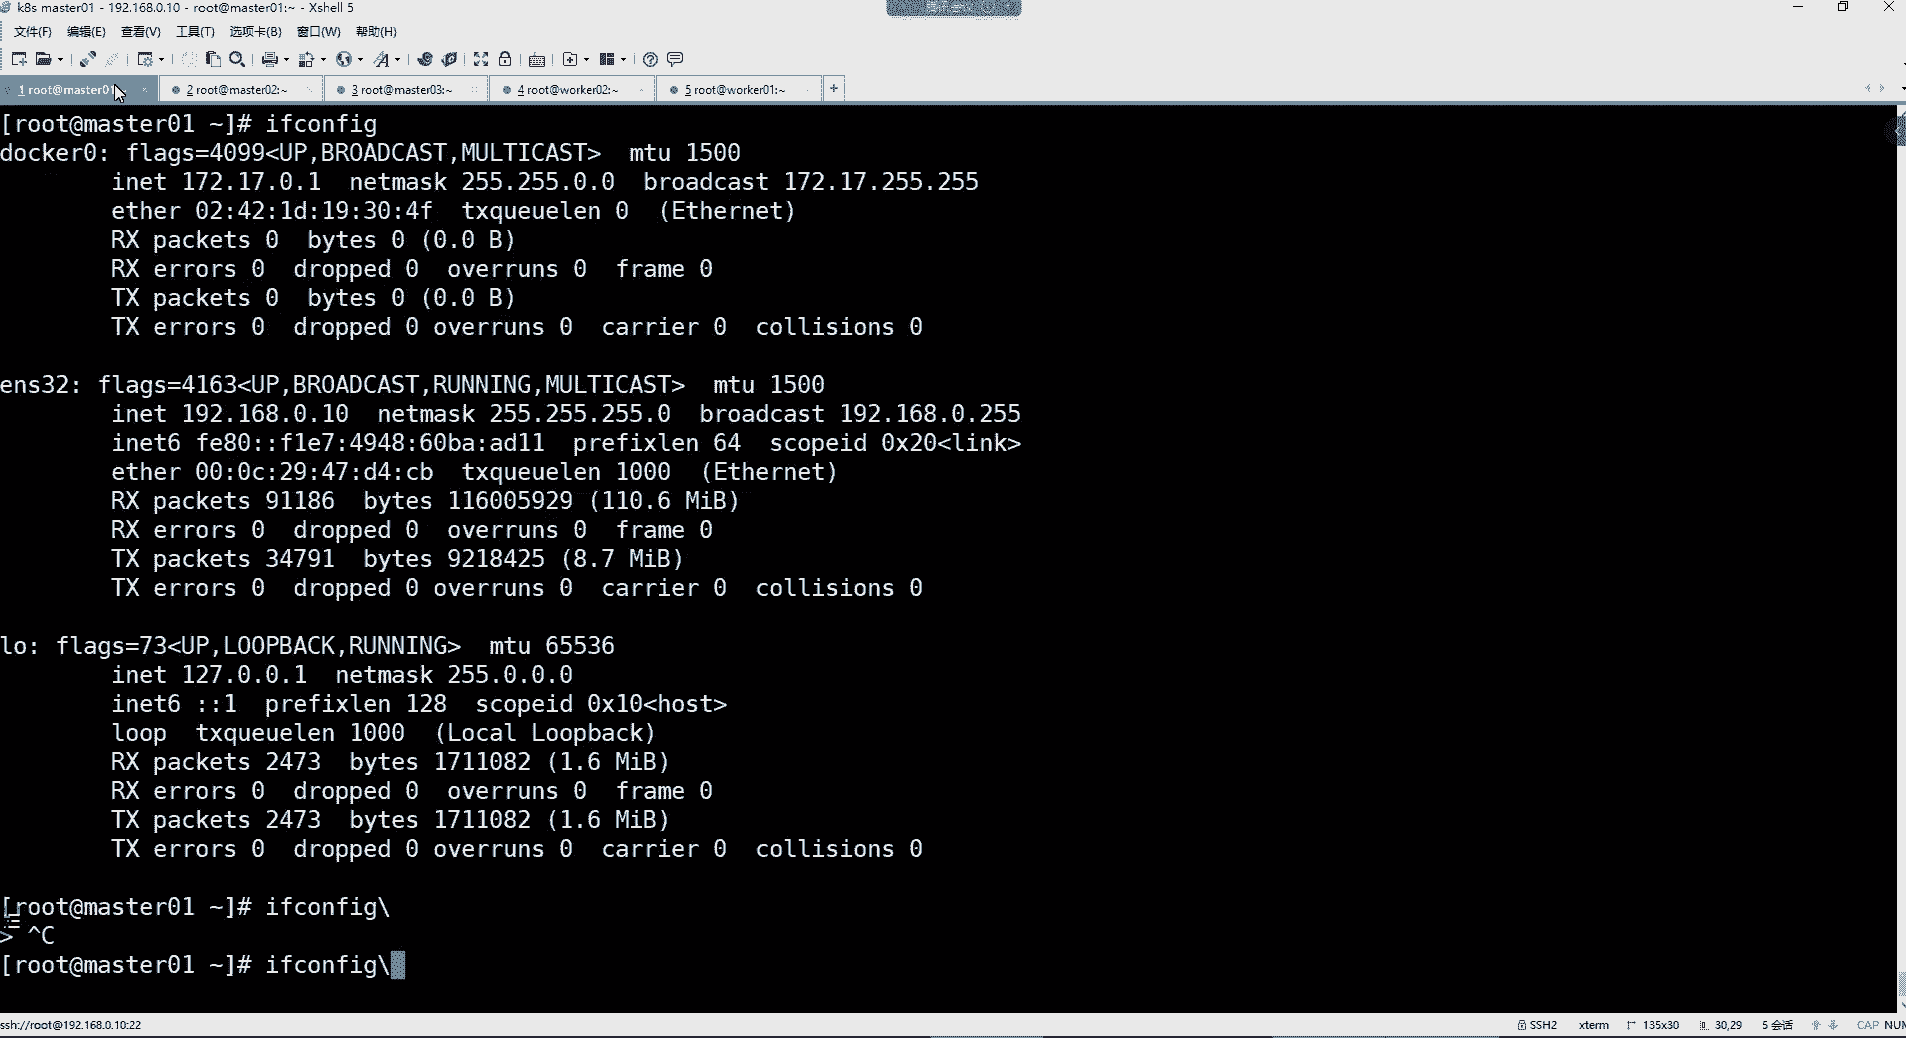 k8s master01 - 192.168.0.10 - root@master01:~ - Xshell 5
文件(F) 编辑(E) 查看(V) 工具(T) 选项卡(B) 窗口(W) 帮助(H)
1 root@master01 2 root@master02:~ 3 root@master03:~ 4 root@worker02:~ 5 root@worker01:~ +
[root@master01 ~]# ifconfig
docker0: flags=4099<UP,BROADCAST,MULTICAST>  mtu 1500
inet 172.17.0.1  netmask 255.255.0.0  broadcast 172.17.255.255
ether 02:42:1d:19:30:4f  txqueuelen 0  (Ethernet)
RX packets 0  bytes 0 (0.0 B)
RX errors 0  dropped 0  overruns 0  frame 0
TX packets 0  bytes 0 (0.0 B)
TX errors 0  dropped 0 overruns 0  carrier 0  collisions 0
ens32: flags=4163<UP,BROADCAST,RUNNING,MULTICAST>  mtu 1500
inet 192.168.0.10  netmask 255.255.255.0  broadcast 192.168.0.255
inet6 fe80::f1e7:4948:60ba:ad11  prefixlen 64  scopeid 0x20<link>
ether 00:0c:29:47:d4:cb  txqueuelen 1000  (Ethernet)
RX packets 91186  bytes 116005929 (110.6 MiB)
RX errors 0  dropped 0  overruns 0  frame 0
TX packets 34791  bytes 9218425 (8.7 MiB)
TX errors 0  dropped 0 overruns 0  carrier 0  collisions 0
lo: flags=73<UP,LOOPBACK,RUNNING>  mtu 65536
inet 127.0.0.1  netmask 255.0.0.0
inet6 ::1  prefixlen 128  scopeid 0x10<host>
loop  txqueuelen 1000  (Local Loopback)
RX packets 2473  bytes 1711082 (1.6 MiB)
RX errors 0  dropped 0  overruns 0  frame 0
TX packets 2473  bytes 1711082 (1.6 MiB)
TX errors 0  dropped 0 overruns 0  carrier 0  collisions 0
[root@master01 ~]# ifconfig\
> ^C
[root@master01 ~]# ifconfig\
ssh://root@192.168.0.10:22 SSH2 xterm 135x30 30,29 5 会话 CAP NUM